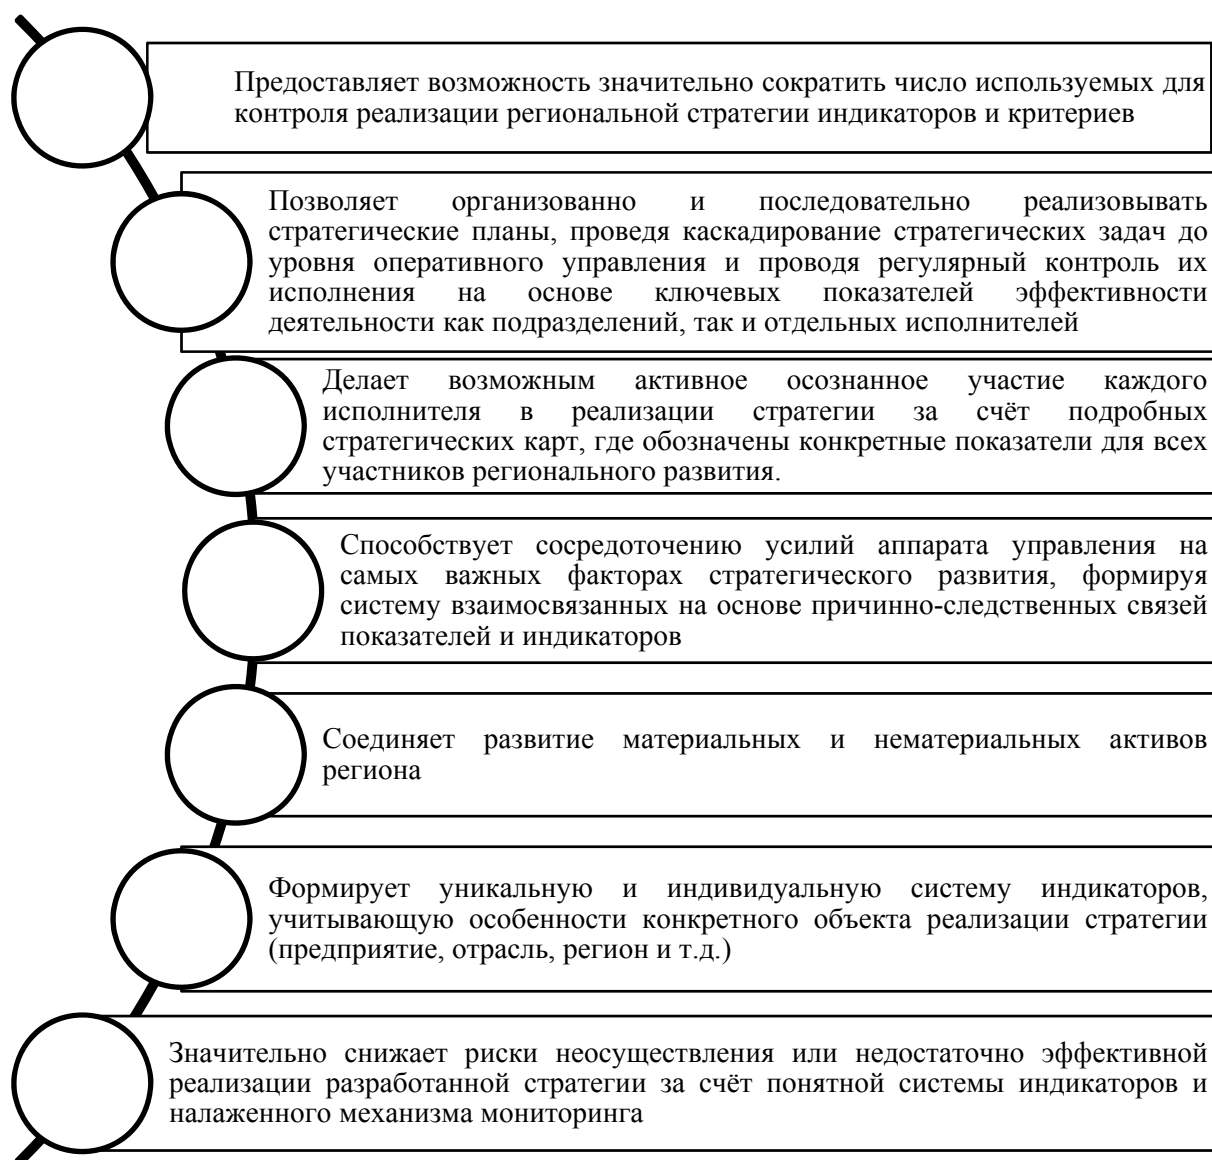 Предоставляет возможность значительно сократить число используемых для
контроля реализации региональной стратегии индикаторов и критериев
Позволяет организованно и последовательно реализовывать
стратегические планы, проведя каскадирование стратегических задач до
уровня оперативного управления и проводя регулярный контроль их
исполнения на основе ключевых показателей эффективности
деятельности как подразделений, так и отдельных исполнителей
Делает возможным активное осознанное участие каждого
исполнителя в реализации стратегии за счёт подробных
стратегических карт, где обозначены конкретные показатели для всех
участников регионального развития.
Способствует сосредоточению усилий аппарата управления на
самых важных факторах стратегического развития, формируя
систему взаимосвязанных на основе причинно-следственных связей
показателей и индикаторов
Соединяет развитие материальных и нематериальных активов
региона
Формирует уникальную и индивидуальную систему индикаторов,
учитывающую особенности конкретного объекта реализации стратегии
(предприятие, отрасль, регион и т.д.)
Значительно снижает риски неосуществления или недостаточно эффективной
реализации разработанной стратегии за счёт понятной системы индикаторов и
налаженного механизма мониторинга